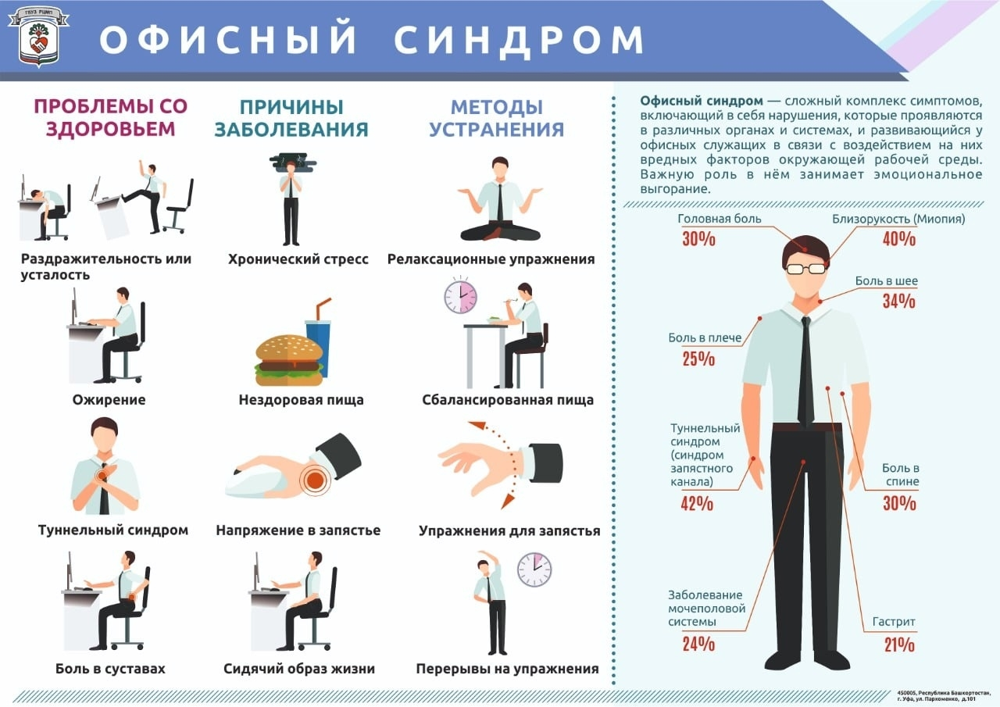 ГБУЗ РЦМП
ОФИСНЫЙ СИНДРОМ
ПРОБЛЕМЫ СО
ЗДОРОВЬЕМ
Раздражительность или
усталость
Ожирение
Туннельный синдром
Боль в суставах
ПРИЧИНЫ
ЗАБОЛЕВАНИЯ
Хронический стресс
Нездоровая пища
Напряжение в запястье
Сидячий образ жизни
МЕТОДЫ
УСТРАНЕНИЯ
Релаксационные упражнения
Сбалансированная пища
Упражнения для запястья
Перерывы на упражнения
Офисный синдром — сложный комплекс симптомов,
включающий в себя нарушения, которые проявляются
в различных органах и системах, и развивающийся у
офисных служащих в связи с воздействием на них
вредных факторов окружающей рабочей среды.
Важную роль в нём занимает эмоциональное
выгорание.
Головная боль
30%
Близорукость (Миопия)
40%
Боль в шее
34%
Боль в плече
25%
Туннельный
синдром
(синдром
запястного
канала)
42%
Боль в
спине
30%
Заболевание
мочеполовой
системы
24%
Гастрит
21%
450005, Республика Башкортостан,
г. Уфа, ул. Пархоменко, д.101